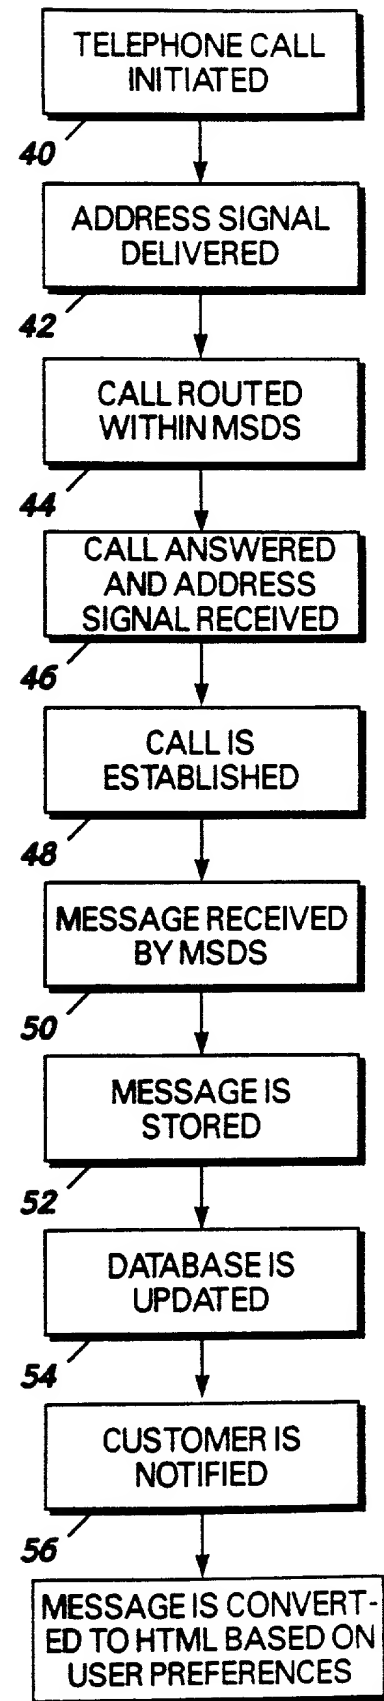 TELEPHONE CALL
INITIATED
40
ADDRESS SIGNAL
DELIVERED
42
CALL ROUTED
WITHIN MSDS
44
CALL ANSWERED
AND ADDRESS
SIGNAL RECEIVED
46
CALL IS
ESTABLISHED
48
MESSAGE RECEIVED
BY MSDS
50
MESSAGE IS
STORED
52
DATABASE IS
UPDATED
54
CUSTOMER IS
NOTIFIED
56
MESSAGE IS CONVERT-
ED TO HTML BASED ON
USER PREFERENCES